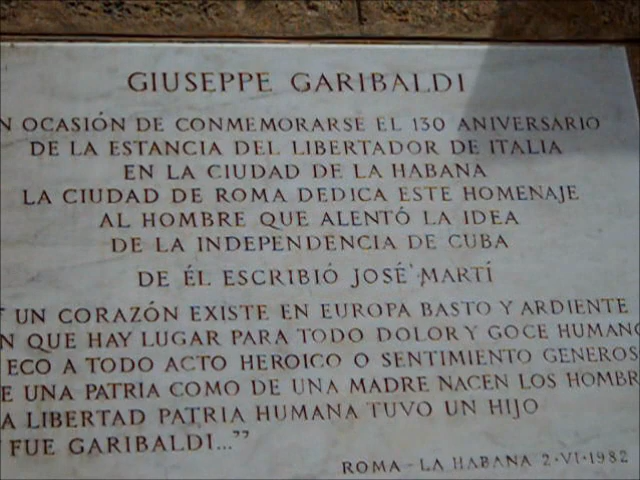 GIUSEPPE GARIBALDI
N OCASIÓN DE CONMEMORARSE EL 130 ANIVERSARIO
DE LA ESTANCIA DEL LIBERTADOR DE ITALIA
EN LA CIUDAD DE LA HABANA
LA CIUDAD DE ROMA DEDICA ESTE HOMENAJE
AL HOMBRE QUE ALENTÓ LA IDEA
DE LA INDEPENDENCIA DE CUBA
DE ÉL ESCRIBIÓ JOSÉ MARTÍ
UN CORAZÓN EXISTE EN EUROPA BASTO Y ARDIENTE
N QUE HAY LUGAR PARA TODO DOLOR Y GOCE HUMANO
ECO A TODO ACTO HEROICO O SENTIMIENTO GENEROS
E UNA PATRIA COMO DE UNA MADRE NACEN LOS HOMBR
A LIBERTAD PATRIA HUMANA TUVO UN HIJO
FUE GARIBALDI..."
ROMA - LA HABANA 2·VI·1982